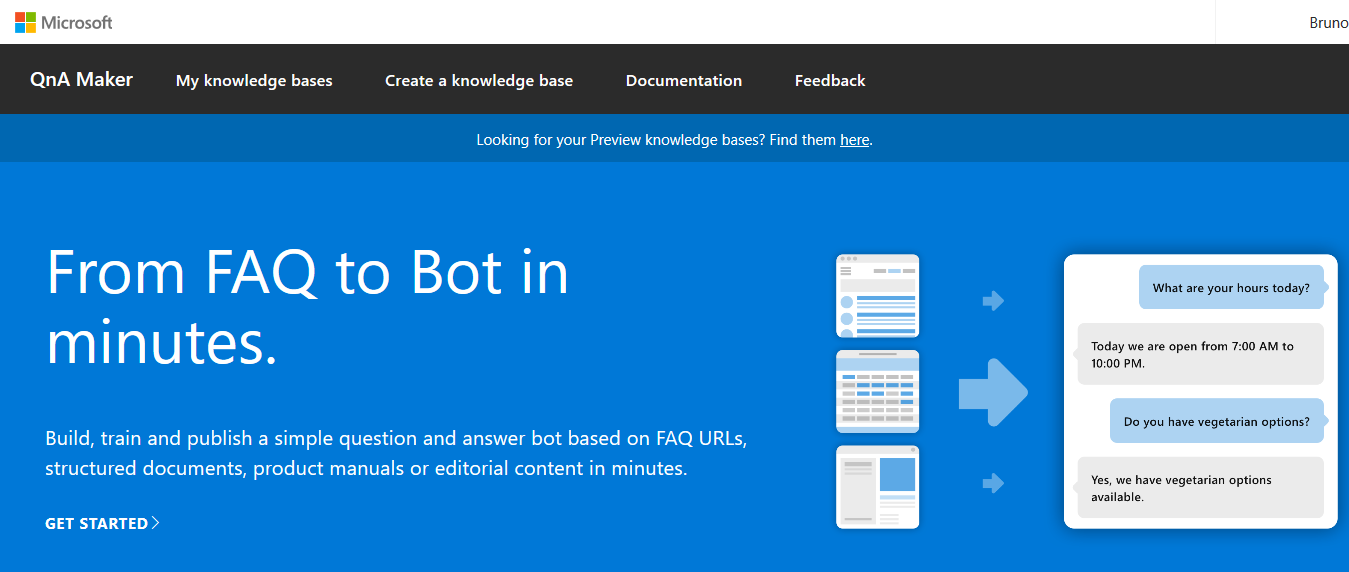 Microsoft
Bruno
QnA Maker
My knowledge bases
Create a knowledge base
Documentation
Feedback
Looking for your Preview knowledge bases? Find them here.
From FAQ to Bot in
minutes.
Build, train and publish a simple question and answer bot based on FAQ URLs,
structured documents, product manuals or editorial content in minutes.
GET STARTED
What are your hours today?
Today we are open from 7:00 AM to
10:00 PM.
Do you have vegetarian options?
Yes, we have vegetarian options
available.